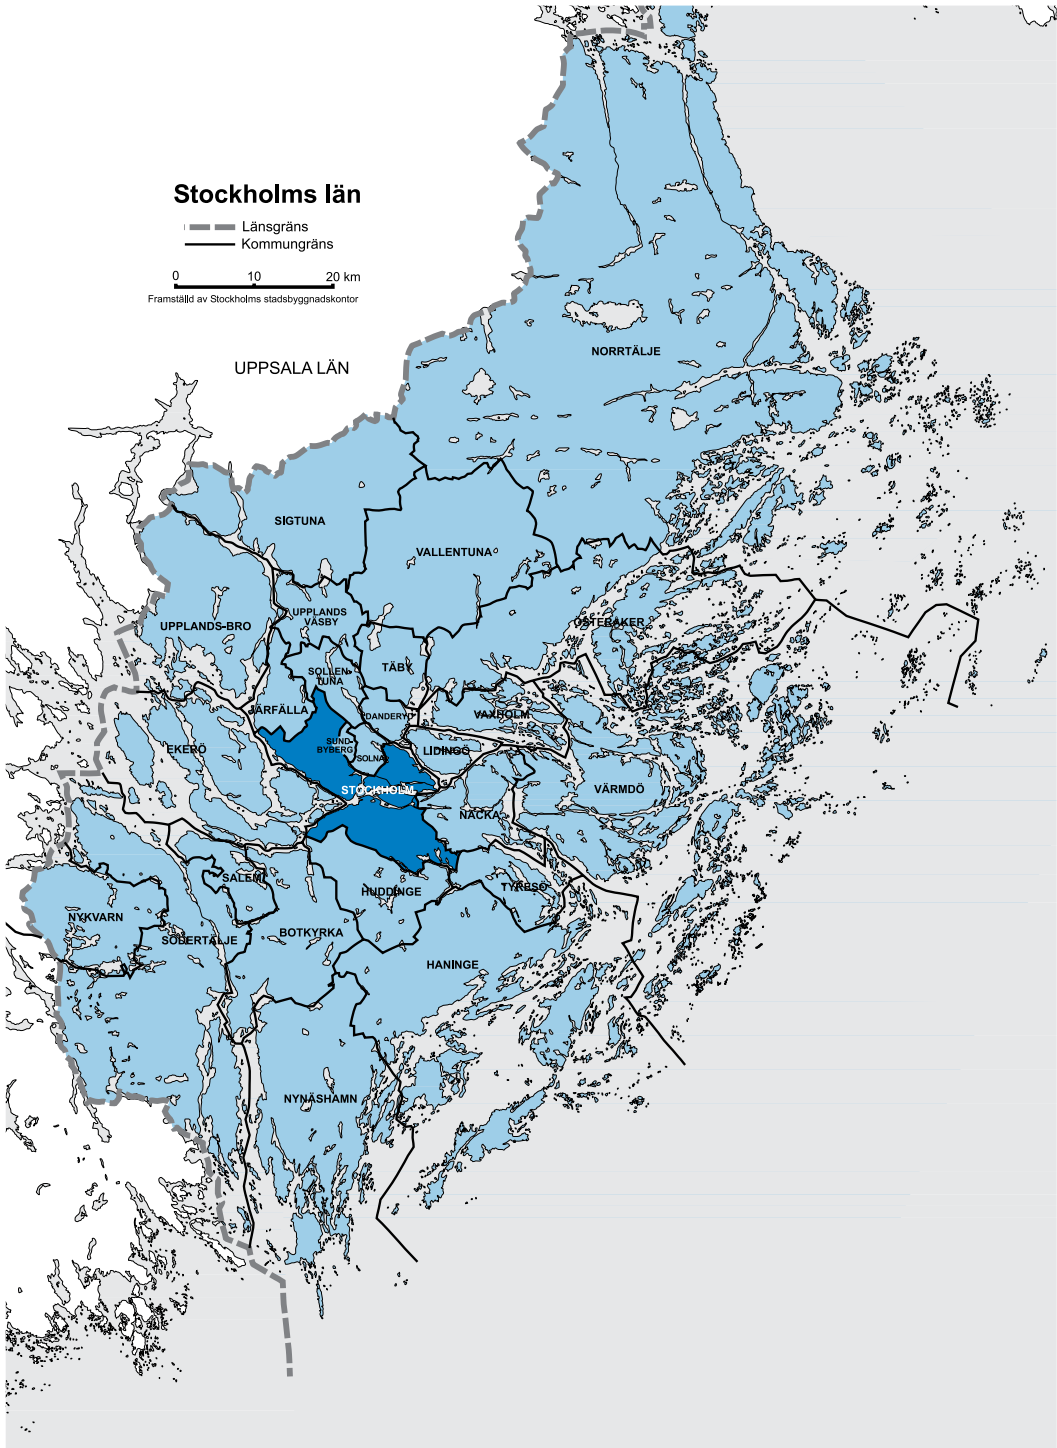 Stockholms län
Länsgräns
Kommungräns
0 10 20 km
Framställd av Stockholms stadsbyggnadskontor
UPPSALA LÄN
NORRTÄLJE
SIGTUNA
VALLENTUNA
UPPLANDS-BRO
UPPLANDS
VÄSBY
ÖSTERÅKER
SOLLEN-
TUNA
TÄBY
JÄRFÄLLA
DANDERYD
VAXHOLM
EKERÖ
SUND-
BYBERG
SOLNA
LIDINGÖ
STOCKHOLM
VÄRMDÖ
NACKA
SALEM
HUDDINGE
TYRESÖ
NYKVARN
SÖDERTÄLJE
BOTKYRKA
HANINGE
NYNÄSHAMN